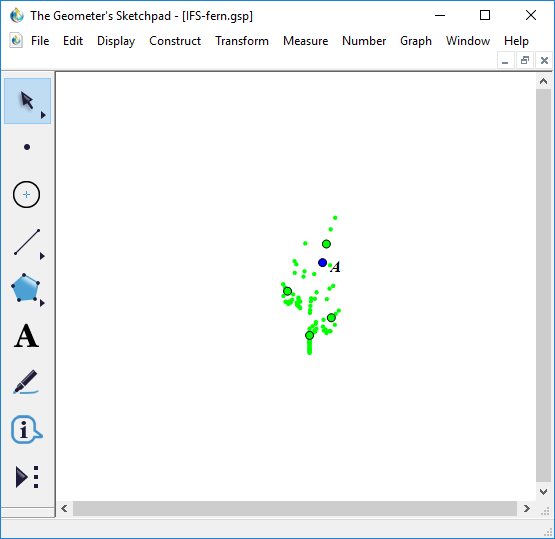 The Geometer's Sketchpad - [IFS-fern.gsp]
File Edit Display Construct Transform Measure Number Graph Window Help
A
A